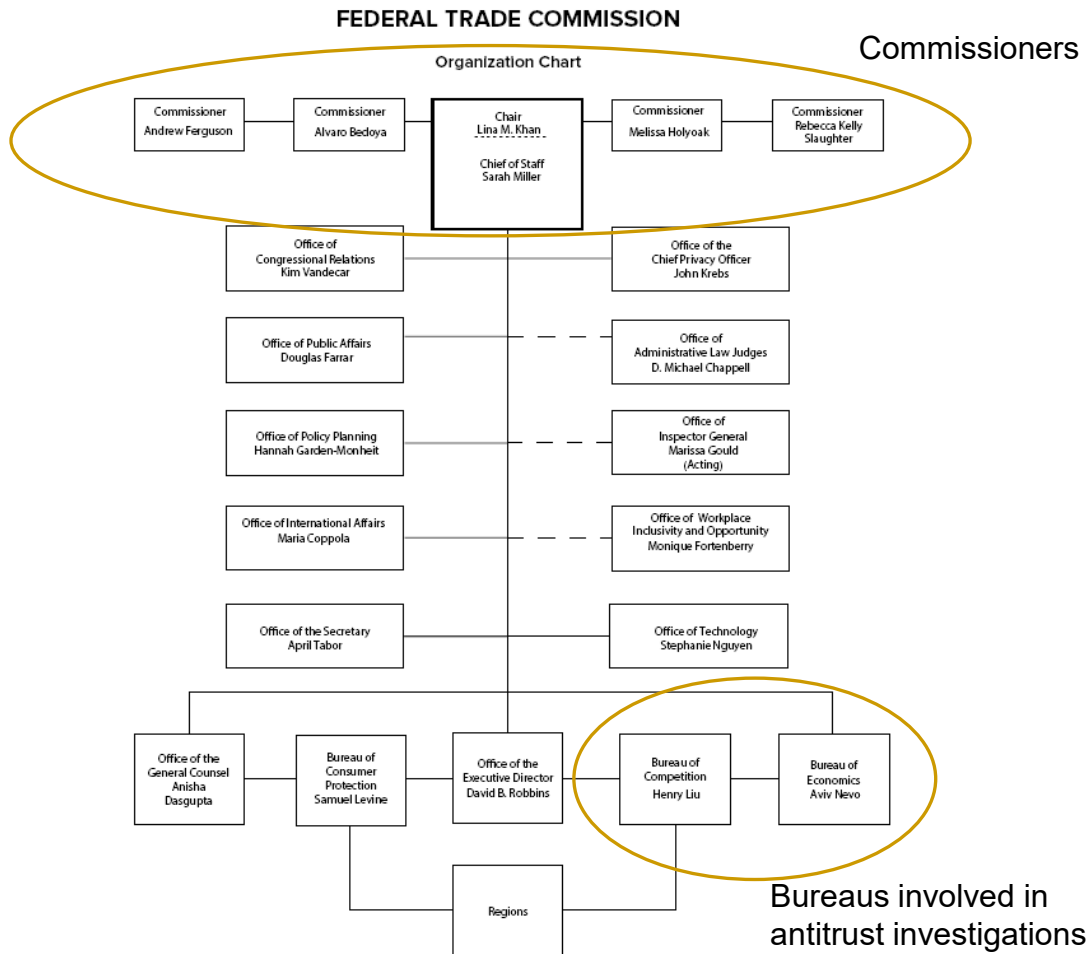 FEDERAL TRADE COMMISSION
Commissioners
Organization Chart
Commissioner
Andrew Ferguson
Commissioner
Alvaro Bedoya
Chair
Lina M. Khan
Chief of Staff
Sarah Miller
Commissioner
Melissa Holyoak
Commissioner
Rebecca Kelly
Slaughter
Office of
Congressional Relations
Kim Vandecar
Office of the
Chief Privacy Officer
John Krebs
Office of Public Affairs
Douglas Farrar
Office of
Administrative Law Judges
D. Michael Chappell
Office of Policy Planning
Hannah Garden-Monheit
Office of
Inspector General
Marissa Gould
(Acting)
Office of International Affairs
Maria Coppola
Office of Workplace
Inclusivity and Opportunity
Monique Fortenberry
Office of the Secretary
April Tabor
Office of Technology
Stephanie Nguyen
Office of the
General Counsel
Anisha
Dasgupta
Bureau of
Consumer
Protection
Samuel Levine
Office of the
Executive Director
David B. Robbins
Bureau of
Competition
Henry Liu
Bureau of
Economics
Aviv Nevo
Regions
Bureaus involved in
antitrust investigations